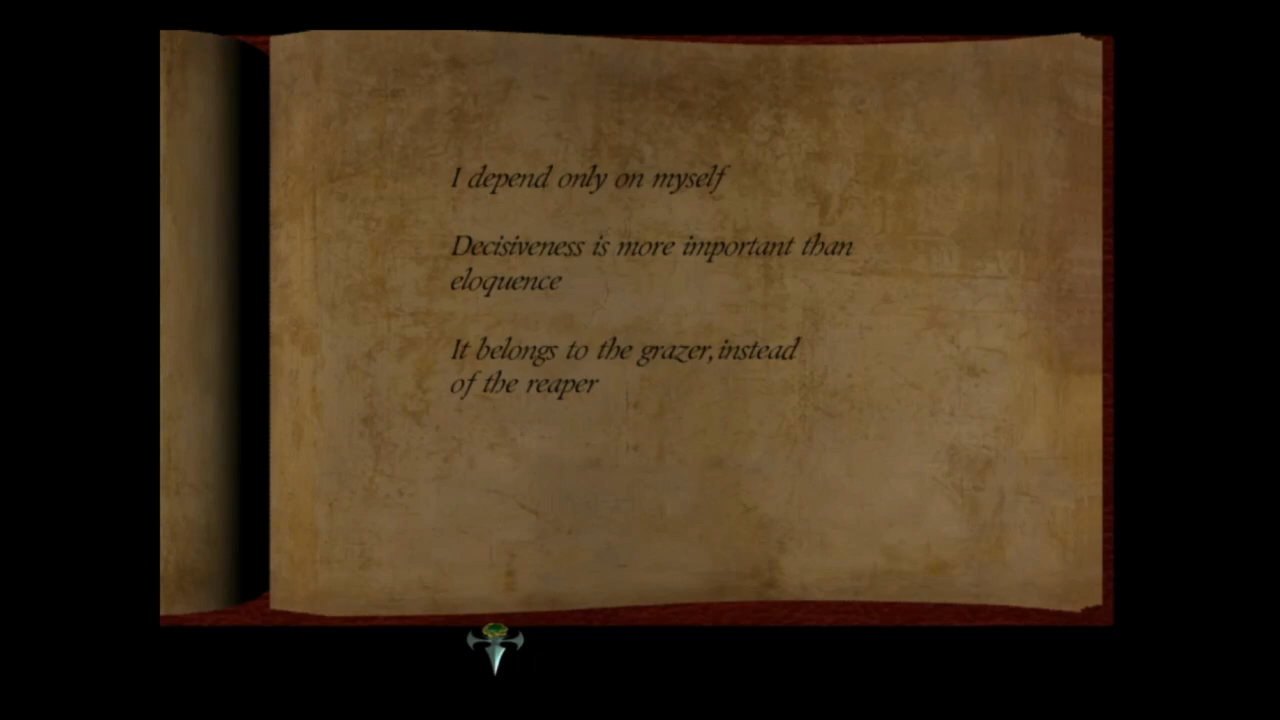 I depend only on myself
Decisiveness is more important than
eloquence
It belongs to the grazer,instead
of the reaper